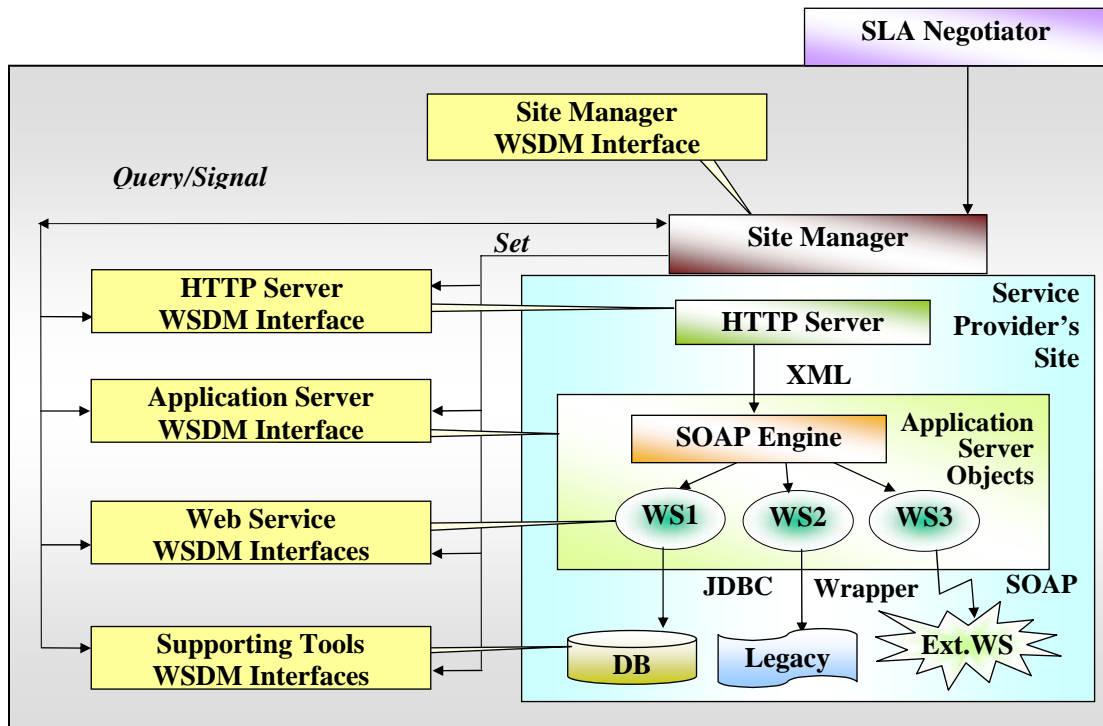 SLA Negotiator
Site Manager
WSDM Interface
Query/Signal
Site Manager
Set
HTTP Server
WSDM Interface
Service
Provider's
Site
HTTP Server
XML
Application Server
WSDM Interface
SOAP Engine
Application
Server
Objects
Web Service
WSDM Interfaces
WS1
WS2
WS3
JDBC
Wrapper
SOAP
Supporting Tools
WSDM Interfaces
DB
Legacy
Ext.WS